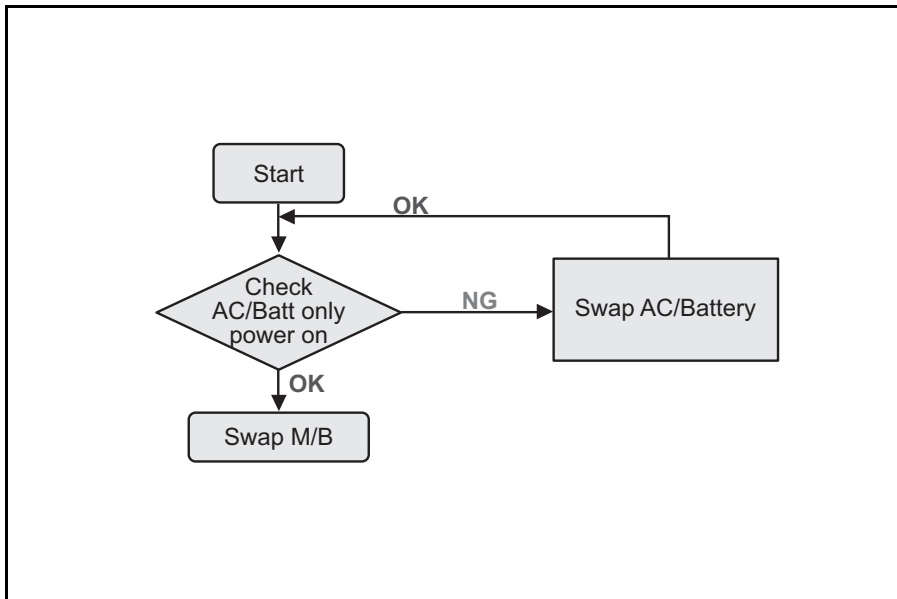 Start
OK
Check
AC/Batt only
power on
NG
Swap AC/Battery
OK
Swap M/B